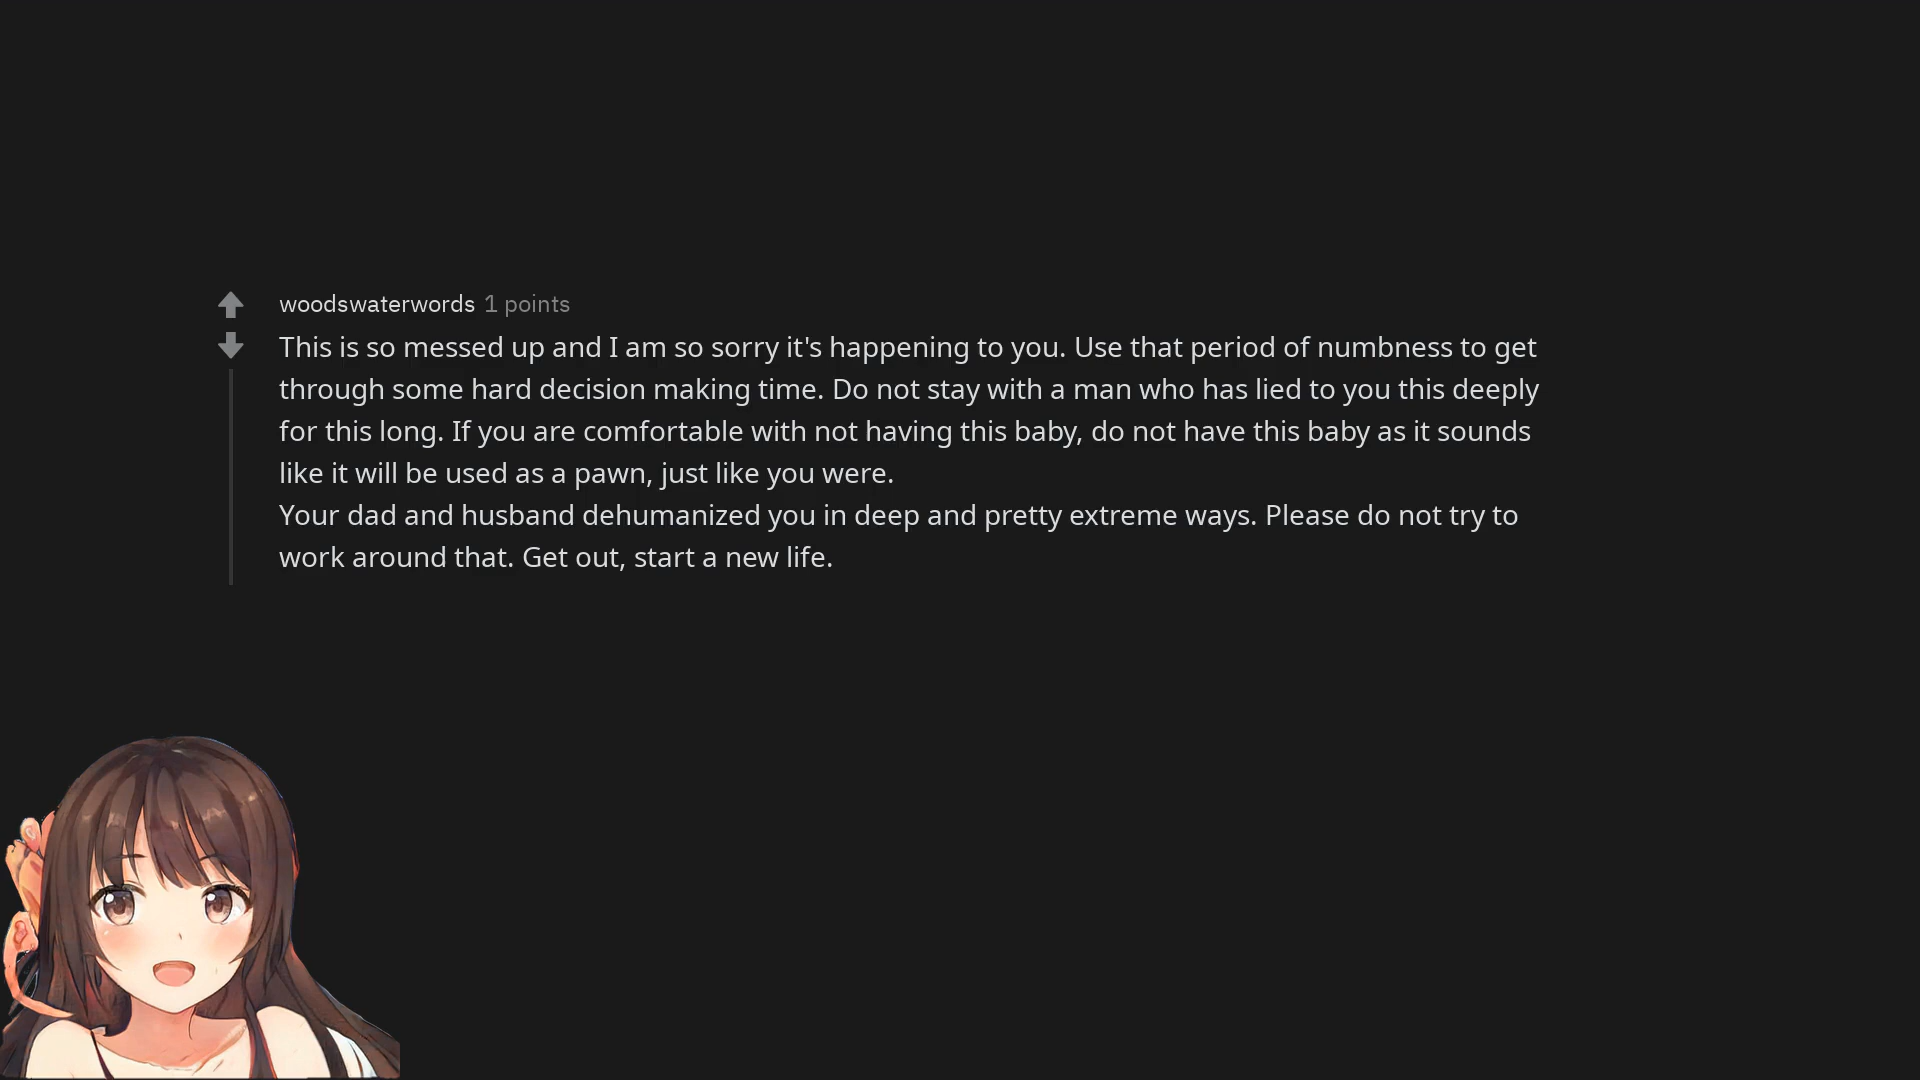 woodswaterwords 1 points
This is so messed up and I am so sorry it's happening to you. Use that period of numbness to get
through some hard decision making time. Do not stay with a man who has lied to you this deeply
for this long. If you are comfortable with not having this baby, do not have this baby as it sounds
like it will be used as a pawn, just like you were.
Your dad and husband dehumanized you in deep and pretty extreme ways. Please do not try to
work around that. Get out, start a new life.